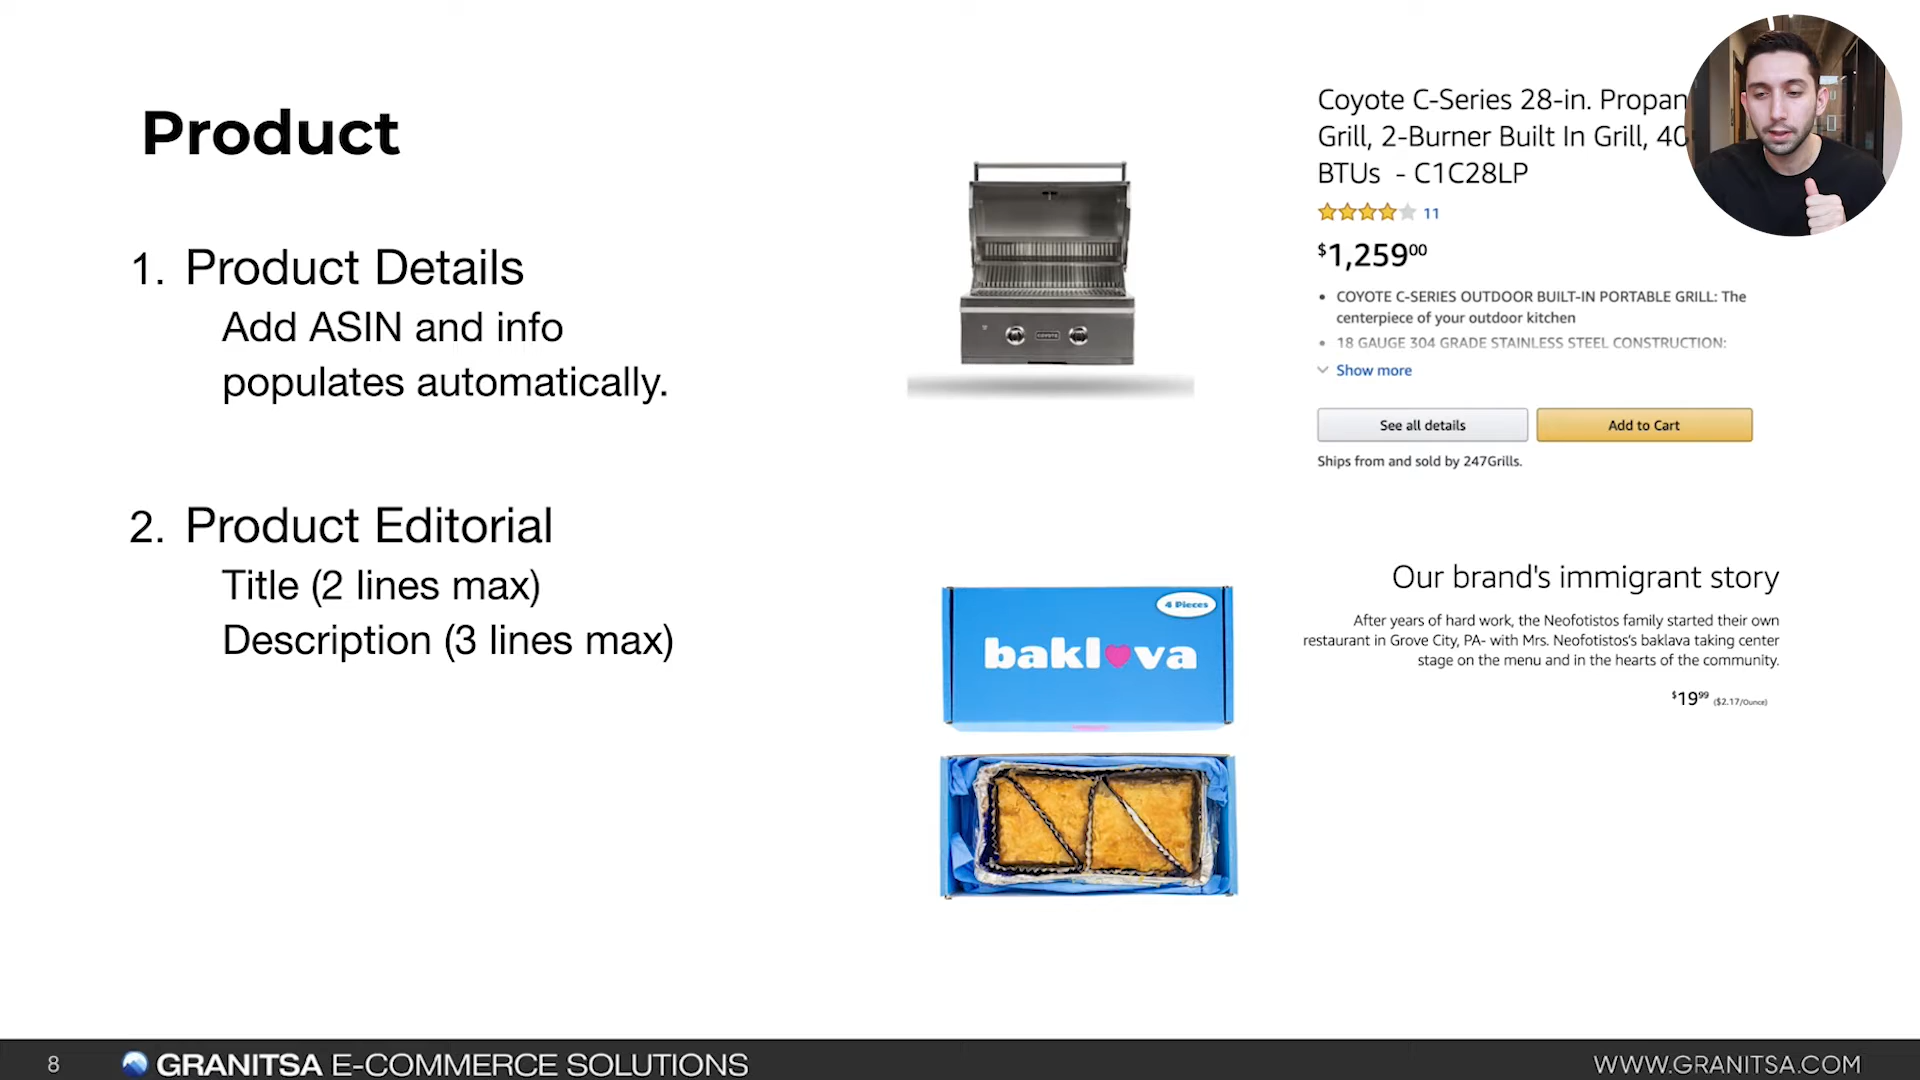 Product
1. Product Details
Add ASIN and info
populates automatically.
2. Product Editorial
Title (2 lines max)
Description (3 lines max)
Coyote C-Series 28-in. Propan
Grill, 2-Burner Built In Grill, 40
BTUs - C1C28LP
11
$1,25900
• COYOTE C-SERIES OUTDOOR BUILT-IN PORTABLE GRILL: The
centerpiece of your outdoor kitchen
• 18 GAUGE 304 GRADE STAINLESS STEEL CONSTRUCTION:
Show more
See all details
Add to Cart
Ships from and sold by 247Grills.
COYOTE
4 Pieces
bakl♥va
Our brand's immigrant story
After years of hard work, the Neofotistos family started their own
restaurant in Grove City, PA- with Mrs. Neofotistos's baklava taking center
stage on the menu and in the hearts of the community.
$1999 ($2.17/Ounce)
8
GRANITSA E-COMMERCE SOLUTIONS
WWW.GRANITSA.COM